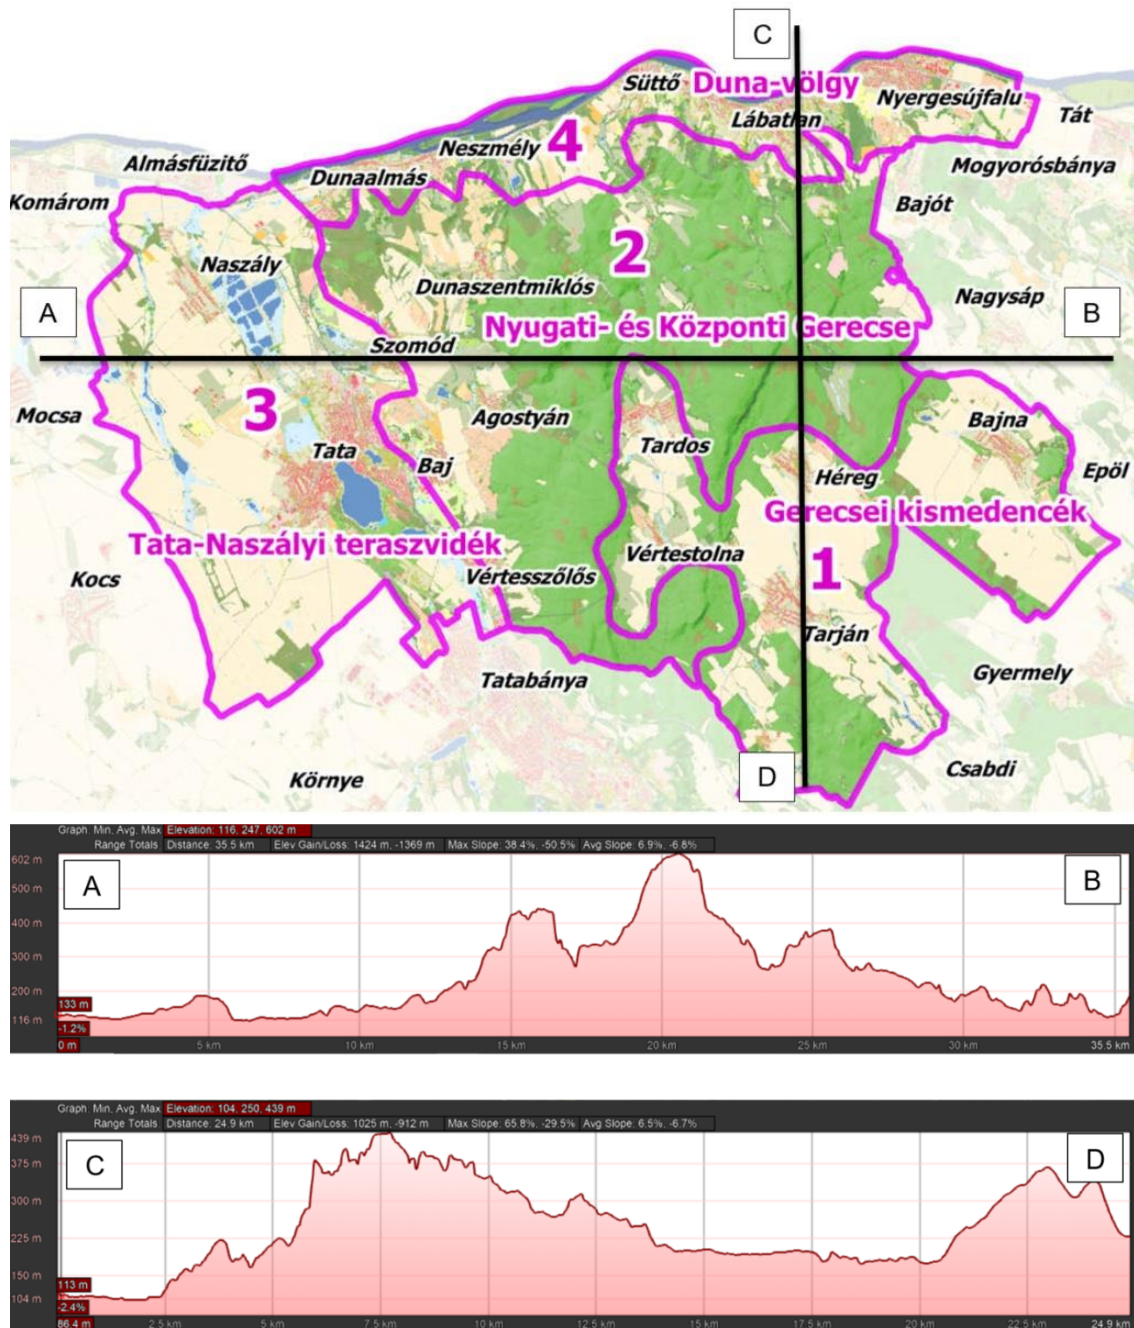 C
Süttő
Duna-völgy
Nyergesújfalu
Lábatlan
Tát
4
Neszmély
Almásfüzitő
Dunaalmás
Mogyorósbánya
Komárom
Bajót
2
Naszály
Dunaszentmiklós
Nagysáp
A
B
Nyugati- és Központi Gerecse
Szomód
3
Mocsa
Agostyán
Bajna
Tata
Tardos
Baj
Héreg
Epöl
Gerecsei kismedencék
Tata-Naszályi teraszvidék
Vértestolna
Kocs
Vértesszőlős
1
Tarján
Tatabánya
Gyermely
Környe
D
Csabdi
Graph: Min, Avg, Max Elevation: 116, 247, 602 m
Range Totals Distance: 35.5 km Elev Gain/Loss: 1424 m, -1369 m Max Slope: 38.4%, -50.5% Avg Slope: 6.9%, -6.8%
602 m
A
B
500 m
400 m
300 m
200 m
133 m
116 m
-1.2%
0 m 5 km 10 km 15 km 20 km 25 km 30 km 35.5 km
Graph: Min, Avg, Max Elevation: 104, 250, 439 m
Range Totals Distance: 24.9 km Elev Gain/Loss: 1025 m, -912 m Max Slope: 65.8%, -29.5% Avg Slope: 6.5%, -6.7%
439 m
C
D
375 m
300 m
225 m
150 m
113 m
104 m
-2.4%
86.4 m 2.5 km 5 km 7.5 km 10 km 12.5 km 15 km 17.5 km 20 km 22.5 km 24.9 km